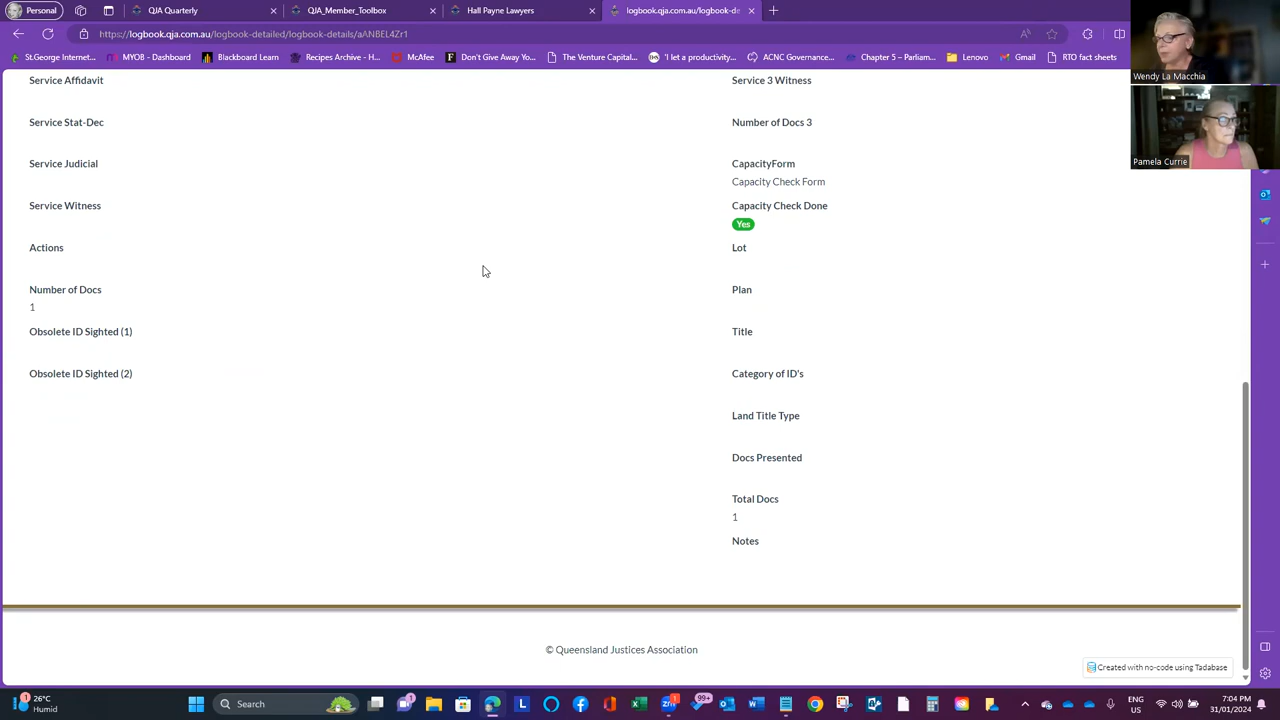 Personal
QJA Quarterly
QJA_Member_Toolbox
Hall Payne Lawyers
logbook.qja.com.au/logbook-de
https://logbook.qja.com.au/logbook-detailed/logbook-details/aANBEL4Zr1
St.George Internet...
MYOB - Dashboard
Blackboard Learn
Recipes Archive - H...
McAfee
Don't Give Away Yo...
The Venture Capital...
'I let a productivity...
ACNC Governance...
Chapter 5 – Parliam...
Lenovo
Gmail
RTO fact sheets
Wendy La Macchia
Pamela Currie
Service Affidavit
Service Stat-Dec
Service Judicial
Service Witness
Actions
Number of Docs
1
Obsolete ID Sighted (1)
Obsolete ID Sighted (2)
Service 3 Witness
Number of Docs 3
CapacityForm
Capacity Check Form
Capacity Check Done
Yes
Lot
Plan
Title
Category of ID's
Land Title Type
Docs Presented
Total Docs
1
Notes
© Queensland Justices Association
Created with no-code using Tadabase
26°C
Humid
Search
99+
ENG
US
7:04 PM
31/01/2024